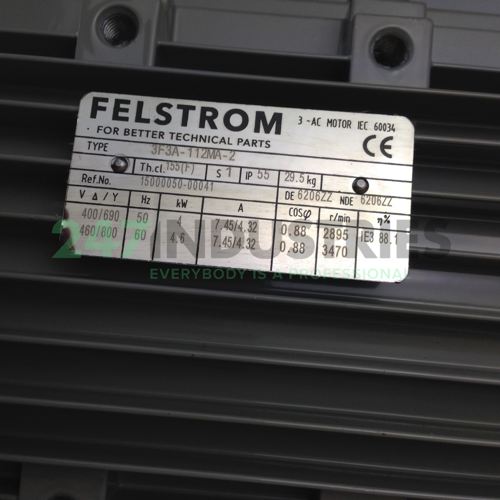 FELSTROM
FOR BETTER TECHNICAL PARTS
3 -AC MOTOR IEC 60034
CE
TYPE 3F3A-112MA-2
Th.cl. 155(F) S 1 IP 55 29.5 kg
Ref.No. 15000050-00041 DE 6206ZZ NDE 6206ZZ
V Δ / Y Hz kW A cosφ r/min η%
400/690 50 7.45/4.32 0.88 2895 IE3 88.1
460/800 60 4.6 7.45/4.32 0.88 3470
247 INDUSTRIES
EVERYBODY IS A PROFESSIONAL